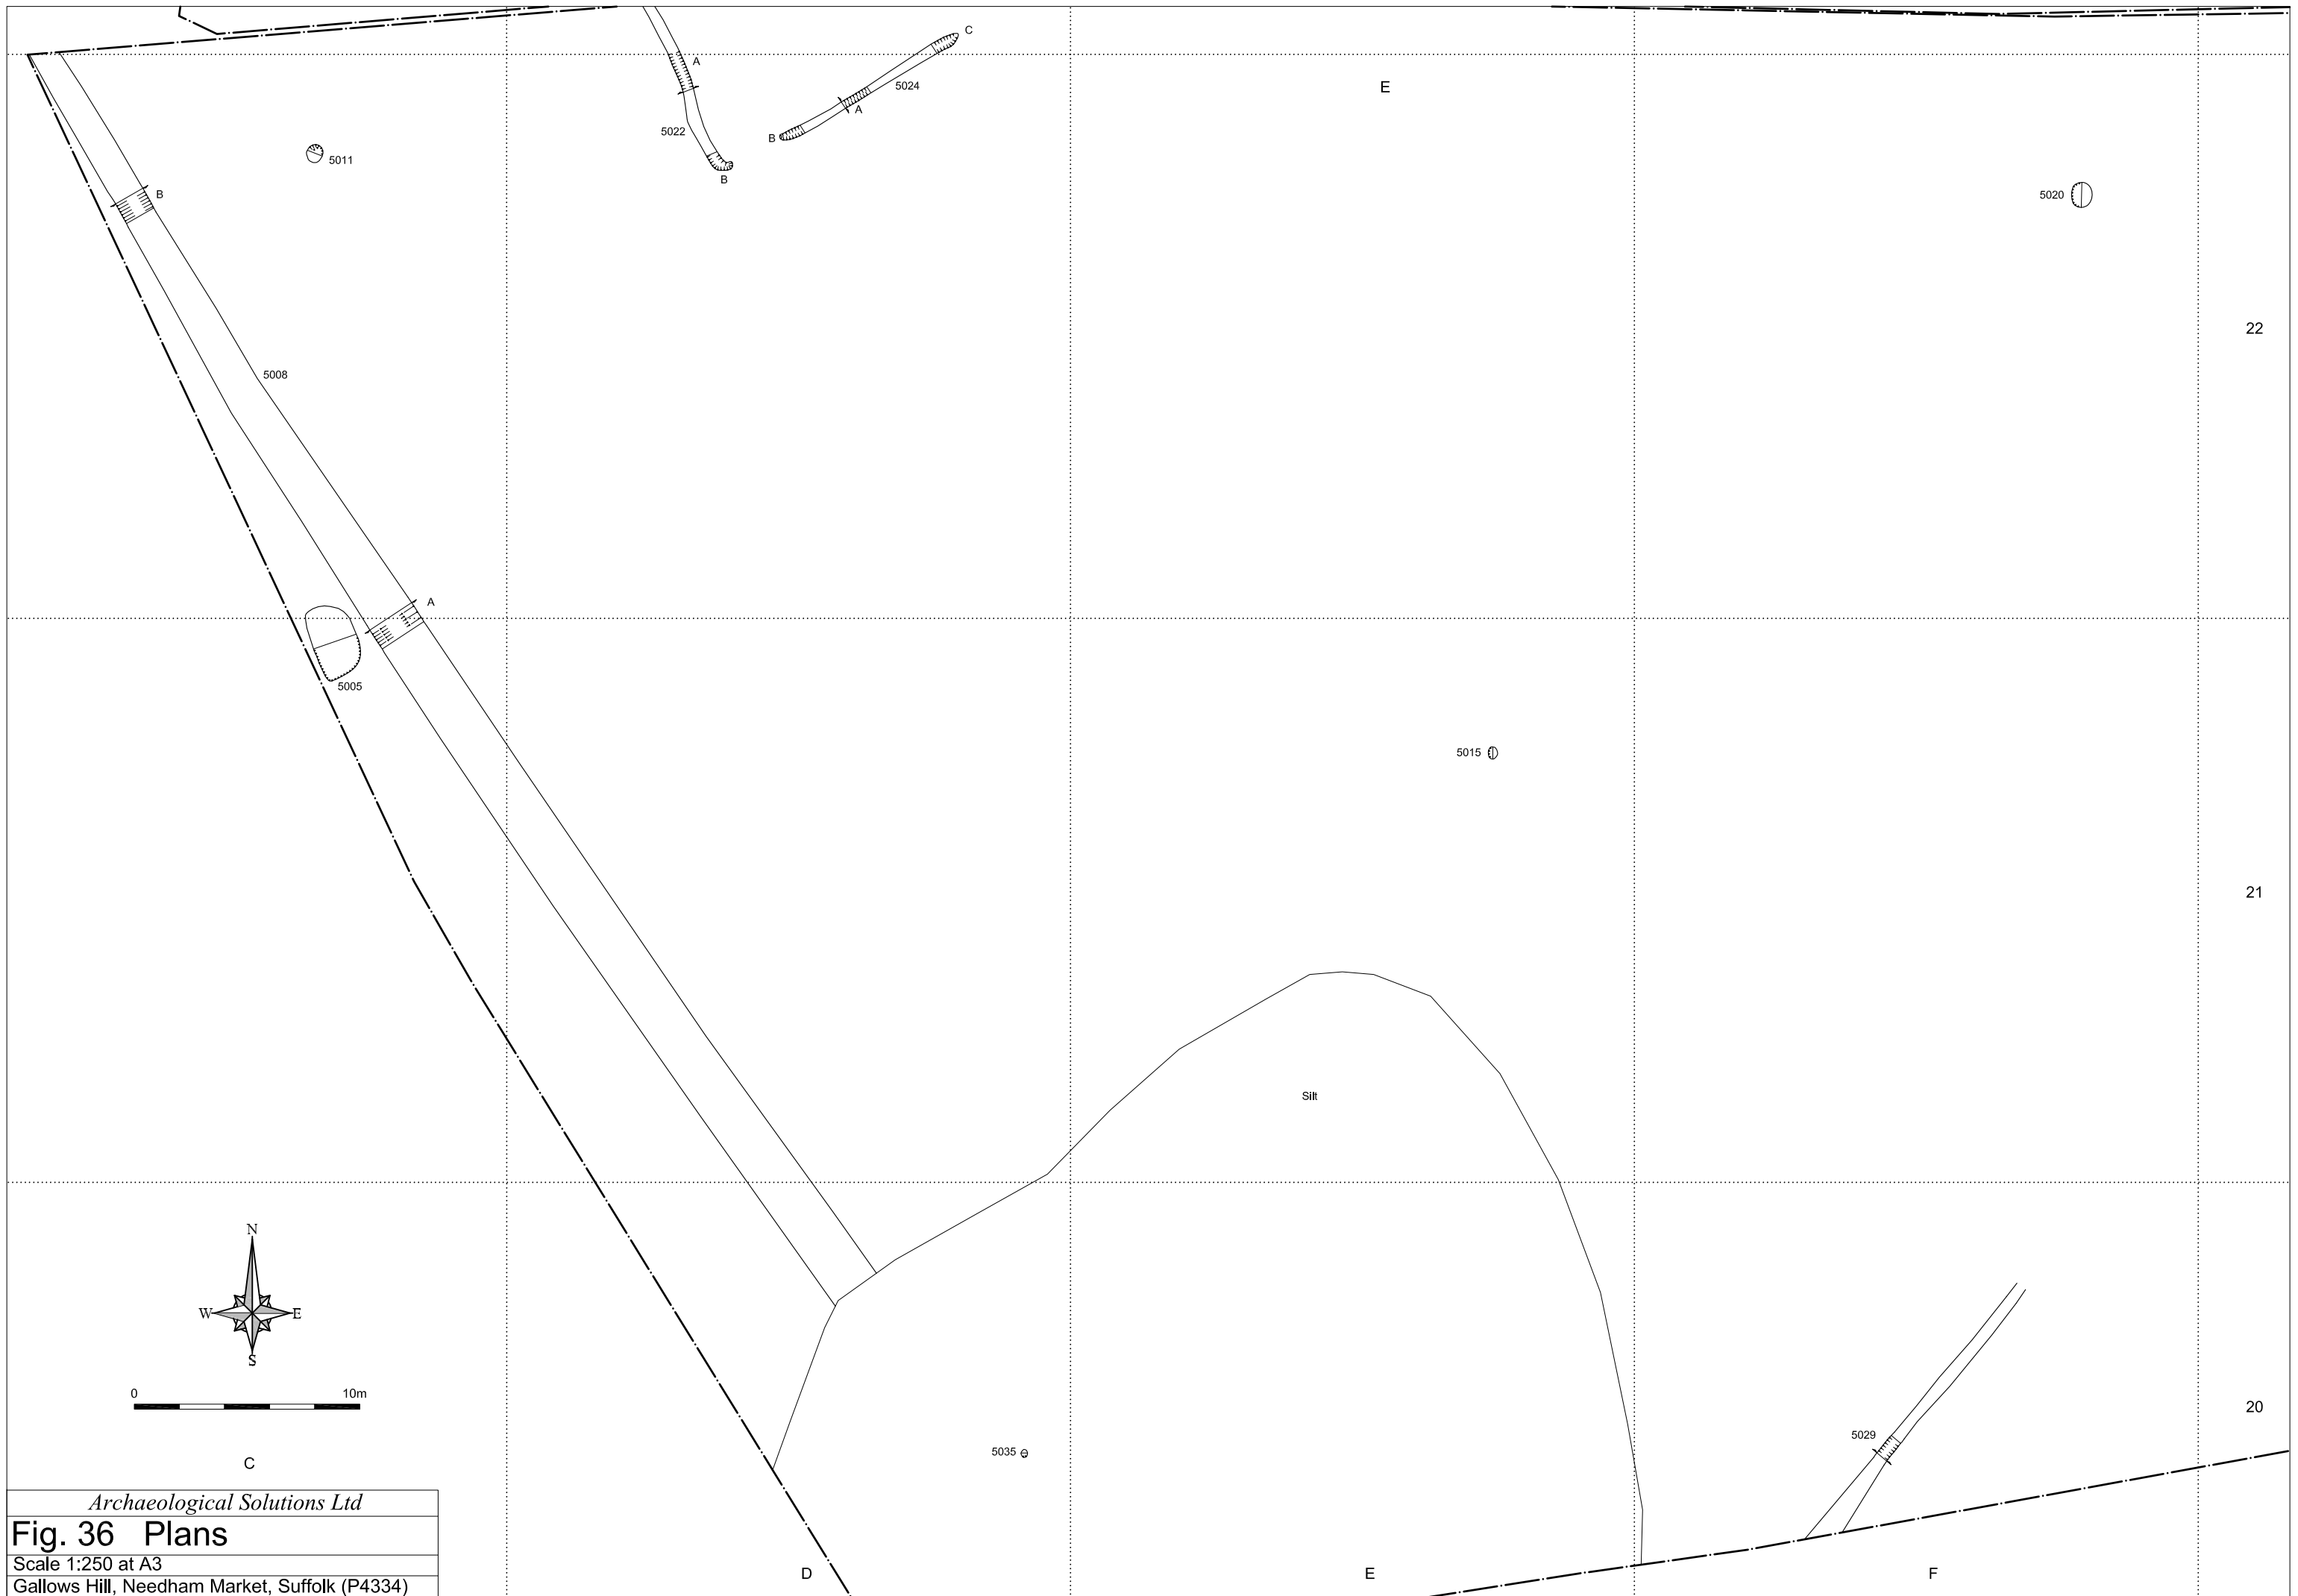 C
A
E
5024
A
5022
B
5011
B
B
5020
22
5008
A
5005
5015
21
Silt
N
W E
S
0 10m
20
5029
5035
C
D
E
F
Archaeological Solutions Ltd
Fig. 36 Plans
Scale 1:250 at A3
Gallows Hill, Needham Market, Suffolk (P4334)